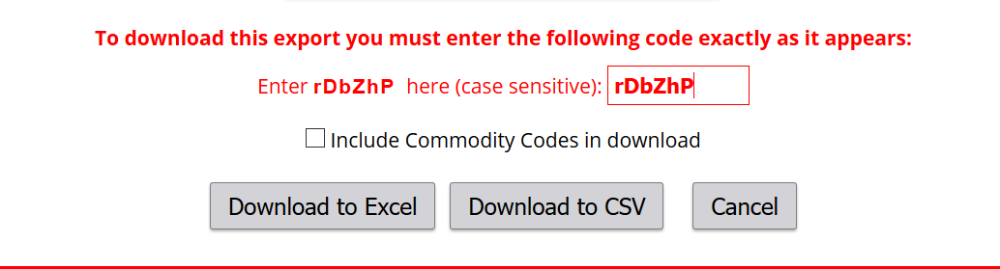 To download this export you must enter the following code exactly as it appears:
Enter rDbZhP here (case sensitive): rDbZhP
Include Commodity Codes in download
Download to Excel Download to CSV Cancel